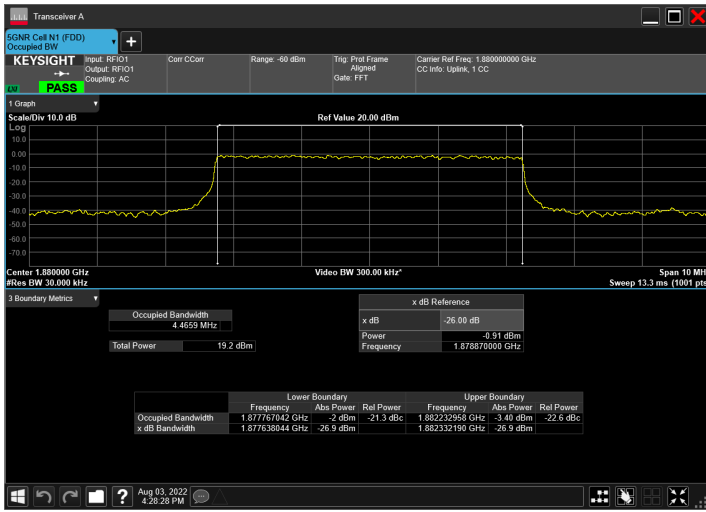 Transceiver A
5GNR Cell N1 (FDD)
Occupied BW
+
KEYSIGHT
LXI
PASS
Input: RFIO1
Output: RFIO1
Coupling: AC
Corr CCorr
Range: -60 dBm
Trig: Prot Frame
Aligned
Gate: FFT
Carrier Ref Freq: 1.880000000 GHz
CC Info: Uplink, 1 CC
1 Graph
Scale/Div 10.0 dB
Ref Value 20.00 dBm
Log
10.0
0.00
-10.0
-20.0
-30.0
-40.0
-50.0
-60.0
-70.0
Center 1.880000 GHz
Video BW 300.00 kHz*
Span 10 MH
#Res BW 30.000 kHz
Sweep 13.3 ms (1001 pts
3 Boundary Metrics
Occupied Bandwidth
4.4659 MHz
Total Power 19.2 dBm
x dB Reference
x dB -26.00 dB
Power -0.91 dBm
Frequency 1.878870000 GHz
Lower Boundary Upper Boundary
Frequency Abs Power Rel Power Frequency Abs Power Rel Power
Occupied Bandwidth 1.877767042 GHz -2 dBm -21.3 dBc 1.882232958 GHz -3.40 dBm -22.6 dBc
x dB Bandwidth 1.877638044 GHz -26.9 dBm 1.882332190 GHz -26.9 dBm
?
Aug 03, 2022
4:28:28 PM